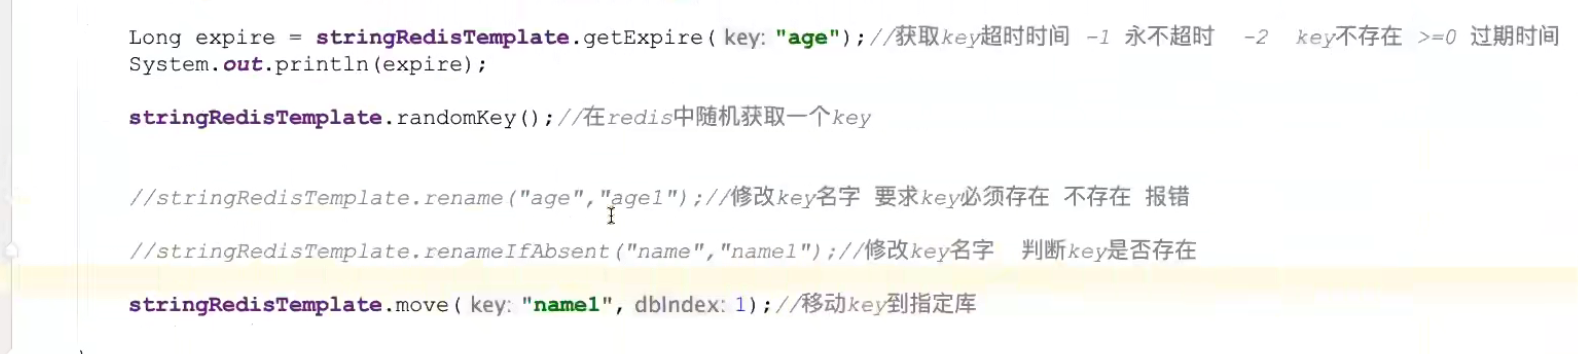 Long expire = stringRedisTemplate.getExpire( key: "age");//获取key超时时间 -1 永不超时  -2  key不存在 >=0 过期时间
System.out.println(expire);
stringRedisTemplate.randomKey();//在redis中随机获取一个key
//stringRedisTemplate.rename("age","age1");//修改key名字 要求key必须存在 不存在 报错
//stringRedisTemplate.renameIfAbsent("name","name1");//修改key名字  判断key是否存在
stringRedisTemplate.move( key: "name1", dbIndex: 1);//移动key到指定库